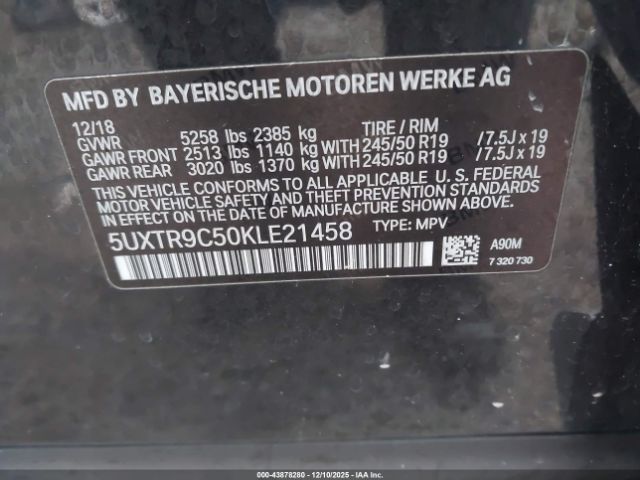 MFD BY BAYERISCHE MOTOREN WERKE AG
12/18 TIRE / RIM
GVWR 5258 lbs 2385 kg
GAWR FRONT 2513 lbs 1140 kg WITH 245/50 R19 /7.5J x 19
GAWR REAR 3020 lbs 1370 kg WITH 245/50 R19 /7.5J x 19
THIS VEHICLE CONFORMS TO ALL APPLICABLE U. S. FEDERAL
MOTOR VEHICLE SAFETY AND THEFT PREVENTION STANDARDS
IN EFFECT ON THE DATE OF MANUFACTURE SHOWN ABOVE.
5UXTR9C50KLE21458 TYPE: MPV
A90M
7 320 730
000-43878280 - 12/10/2025 - IAA Inc.